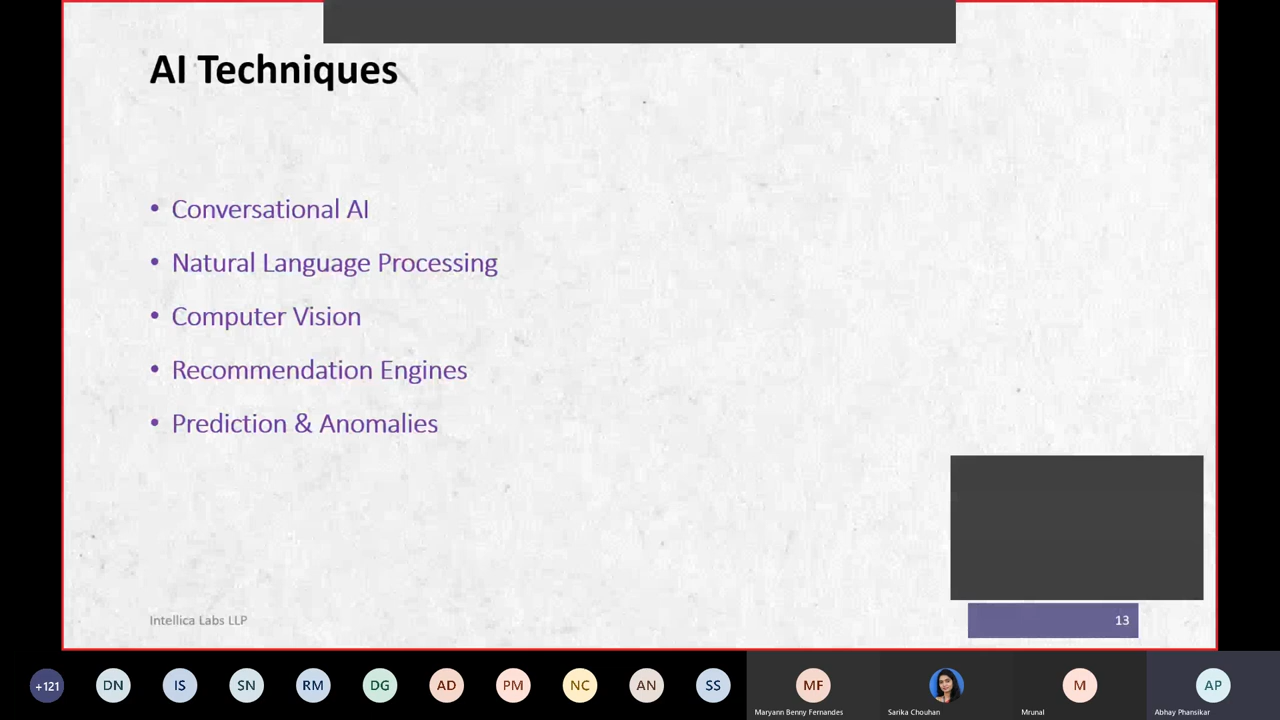 AI Techniques
• Conversational AI
• Natural Language Processing
• Computer Vision
• Recommendation Engines
• Prediction & Anomalies
Intellica Labs LLP
13
+121 DN IS SN RM DG AD PM NC AN SS MF M AP
Maryann Benny Fernandes Sarika Chouhan Mrunal Abhay Phansikar